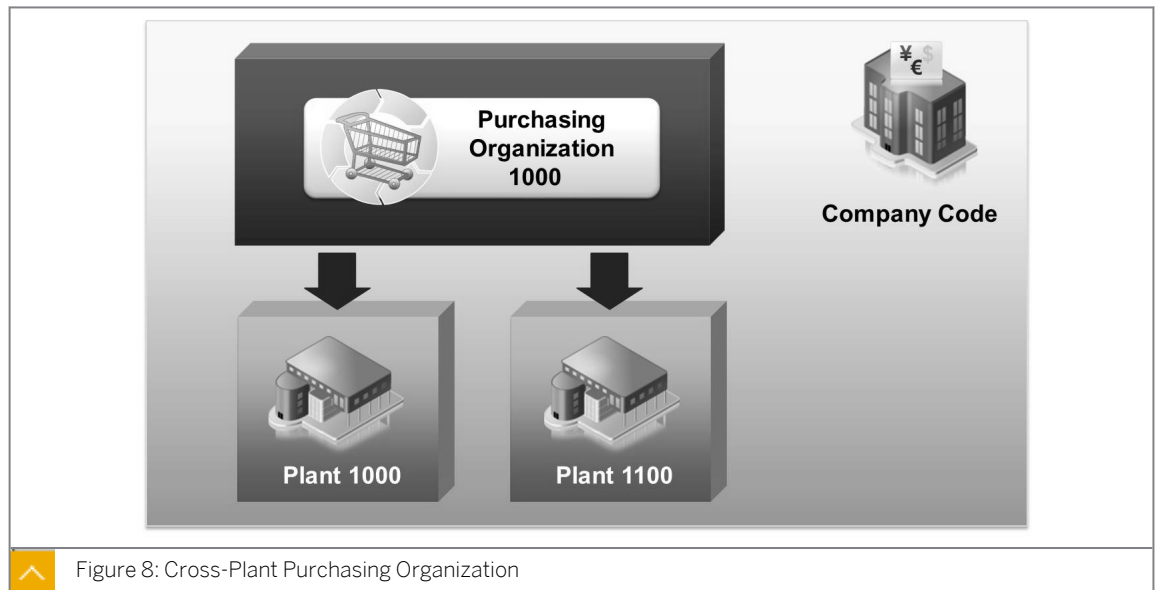 Purchasing
Organization
1000
¥ $
€
Company Code
Plant 1000
Plant 1100
Figure 8: Cross-Plant Purchasing Organization